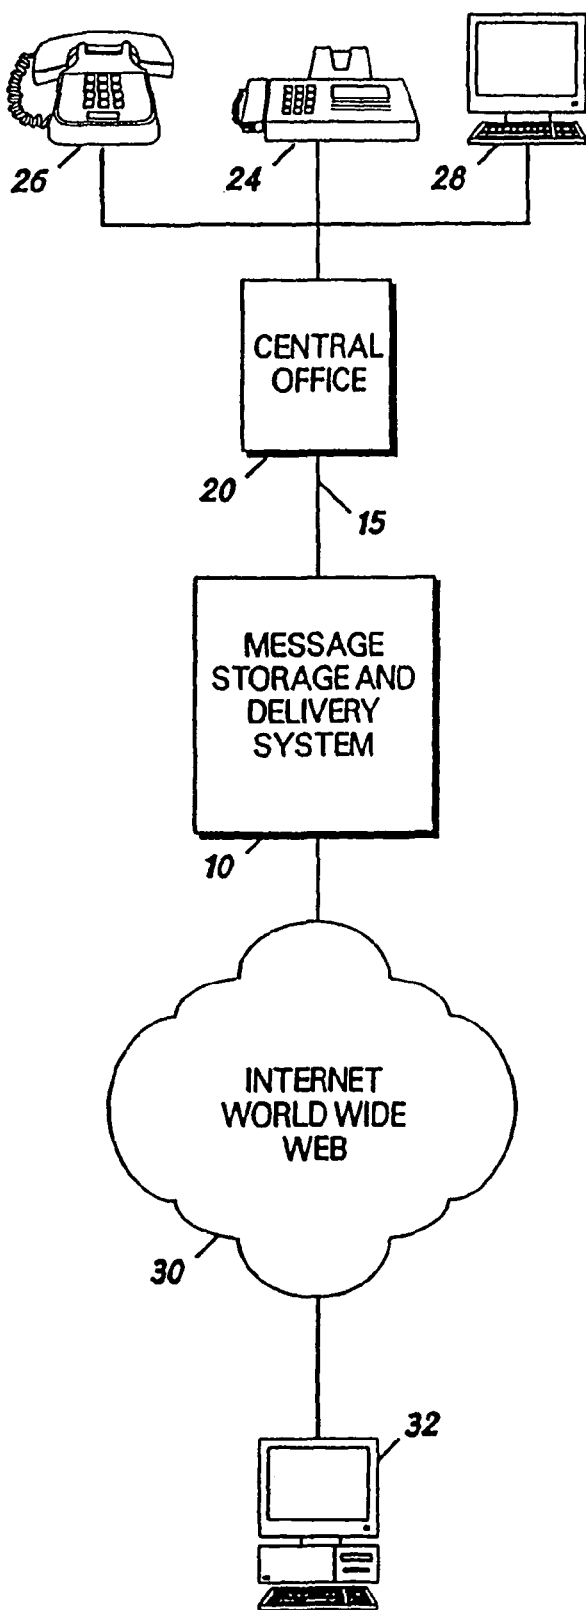 26
24
28
CENTRAL
OFFICE
20
15
MESSAGE
STORAGE AND
DELIVERY
SYSTEM
10
INTERNET
WORLD WIDE
WEB
30
32